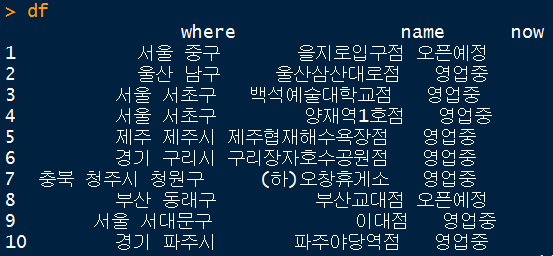 > df
where name now
1 서울 중구 을지로입구점 오픈예정
2 울산 남구 울산삼산대로점 영업중
3 서울 서초구 백석예술대학교점 영업중
4 서울 서초구 양재역1호점 영업중
5 제주 제주시 제주협재해수욕장점 영업중
6 경기 구리시 구리장자호수공원점 영업중
7 충북 청주시 청원구 (하)오창휴게소 영업중
8 부산 동래구 부산교대점 오픈예정
9 서울 서대문구 이대점 영업중
10 경기 파주시 파주야당역점 영업중